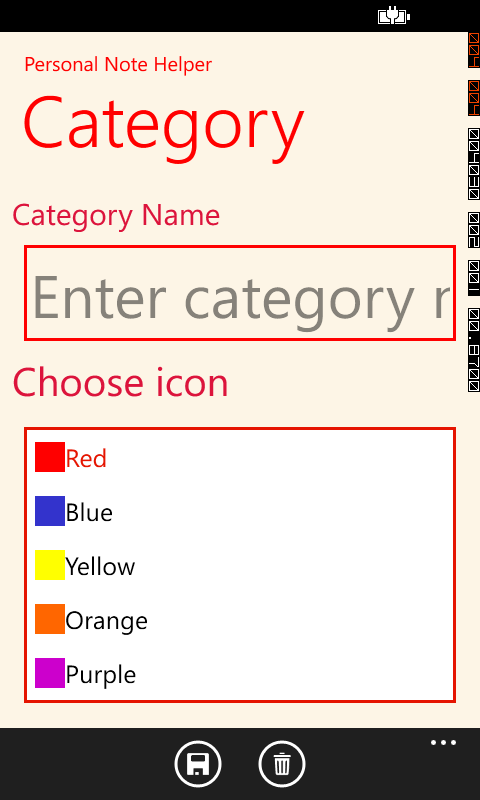 Personal Note Helper
Category
Category Name
Enter category
Choose icon
Red
Blue
Yellow
Orange
Purple